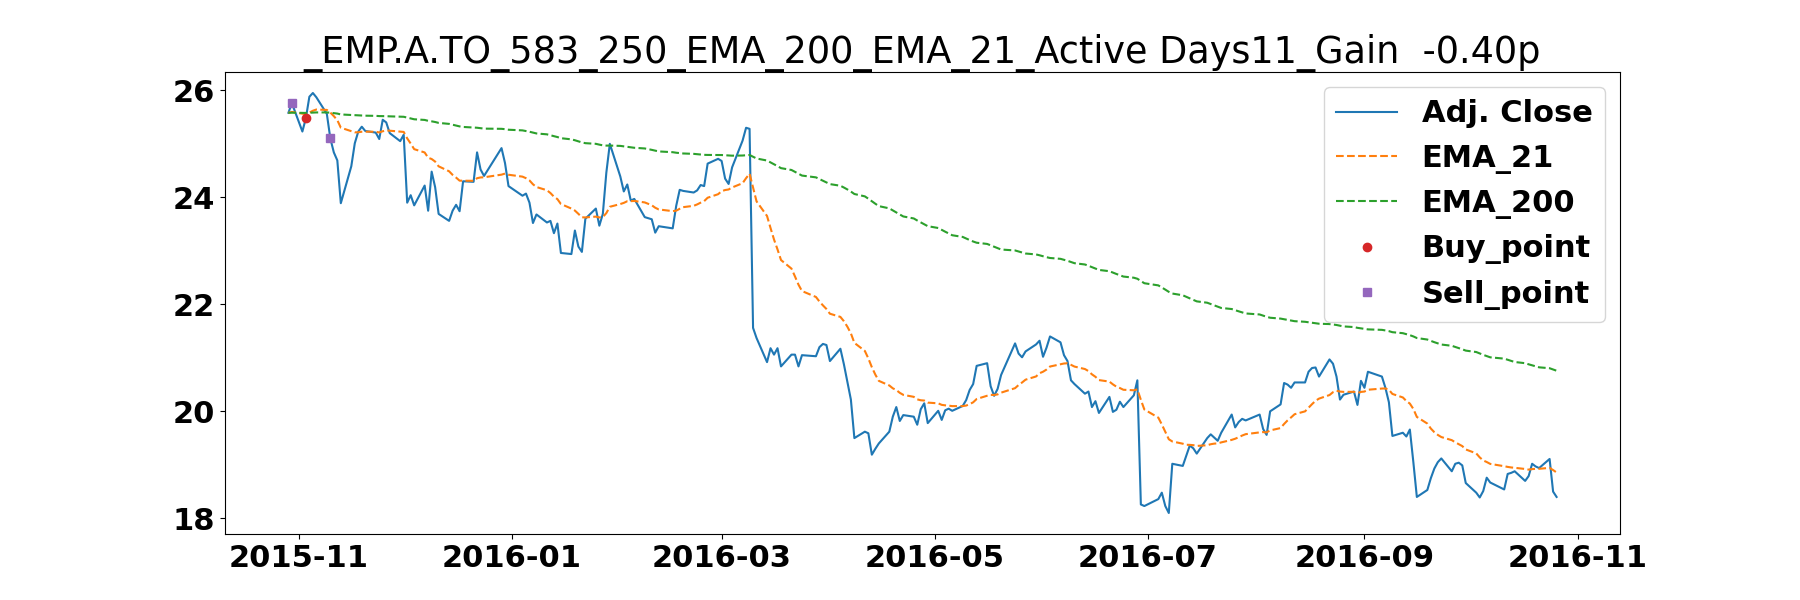 _EMP.A.TO_583_250_EMA_200_EMA_21_Active Days11_Gain  -0.40p
26
24
22
20
18
Adj. Close
EMA_21
EMA_200
Buy_point
Sell_point
2015-11 2016-01 2016-03 2016-05 2016-07 2016-09 2016-11